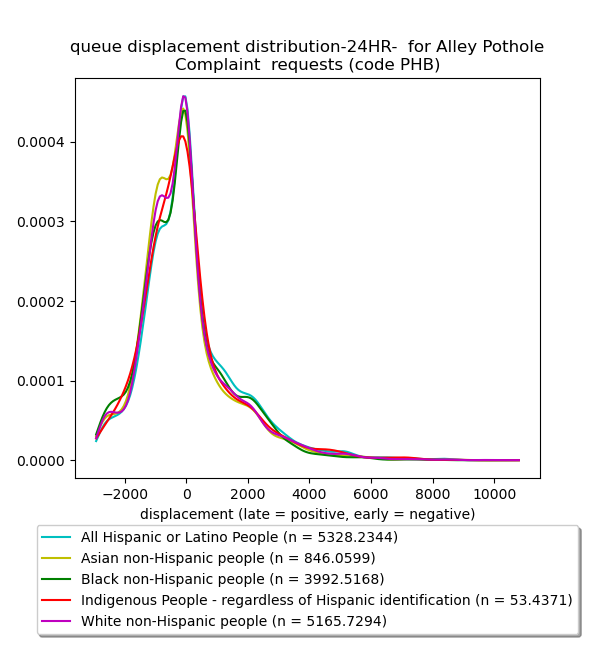 queue displacement distribution-24HR-  for Alley Pothole
Complaint  requests (code PHB)
0.0004
0.0003
0.0002
0.0001
0.0000
−2000 0 2000 4000 6000 8000 10000
displacement (late = positive, early = negative)
All Hispanic or Latino People (n = 5328.2344)
Asian non-Hispanic people (n = 846.0599)
Black non-Hispanic people (n = 3992.5168)
Indigenous People - regardless of Hispanic identification (n = 53.4371)
White non-Hispanic people (n = 5165.7294)